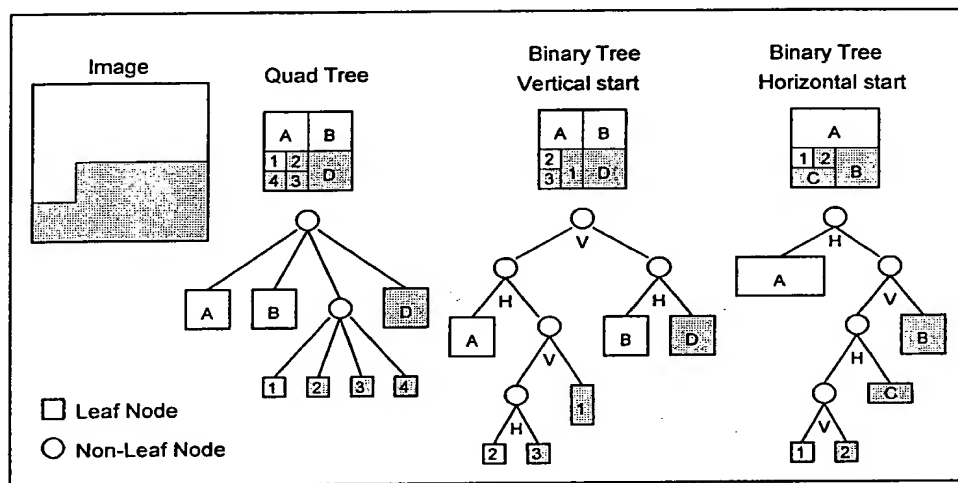 Image
Quad Tree
Binary Tree
Vertical start
Binary Tree
Horizontal start
A B
1 2
4 3 D
A B
2
3 1 D
A
1 2
C B
V
H
A
H H
V
A
B
D
A
B
D
V
H
B
1
2
3
4
1
C
H
V
2
3
1
2
Leaf Node
Non-Leaf Node